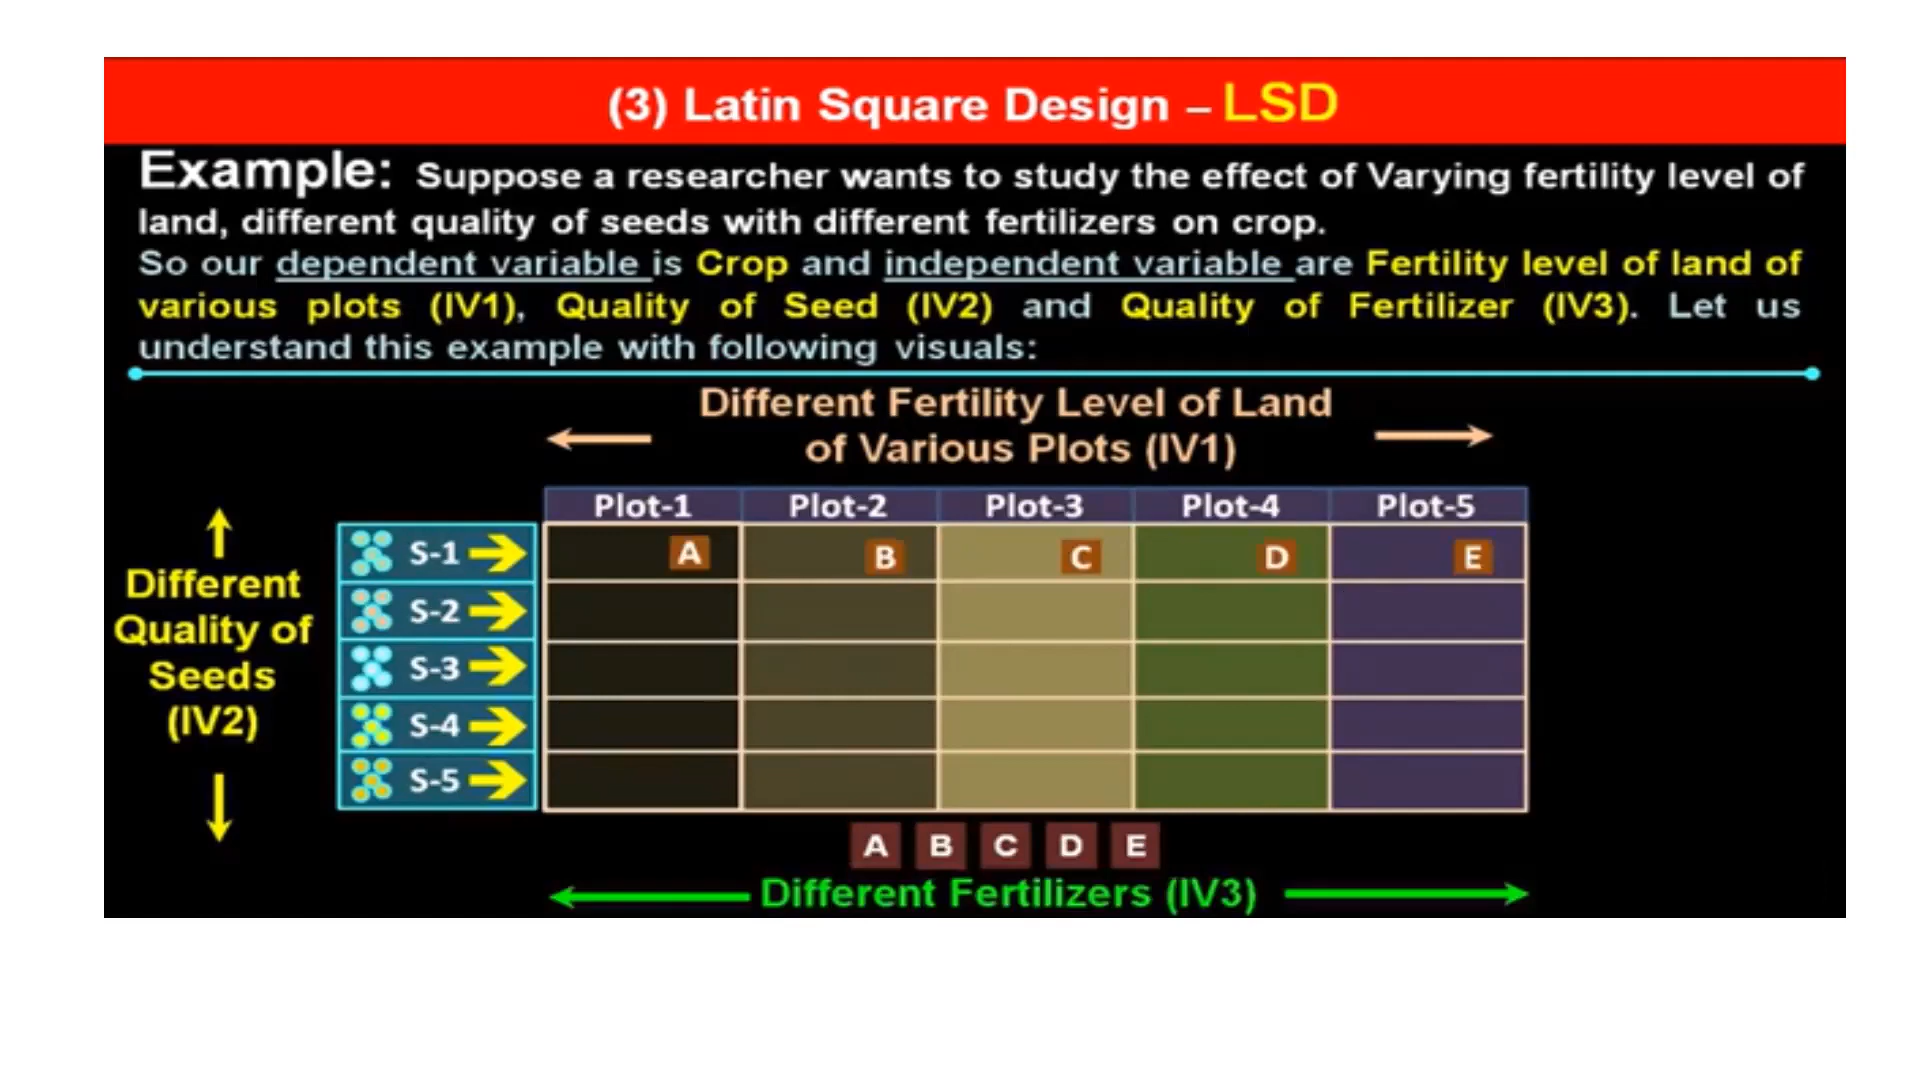 (3) Latin Square Design – LSD
Example: Suppose a researcher wants to study the effect of Varying fertility level of
land, different quality of seeds with different fertilizers on crop.
So our dependent variable is Crop and independent variable are Fertility level of land of
various plots (IV1), Quality of Seed (IV2) and Quality of Fertilizer (IV3). Let us
understand this example with following visuals:
Different Fertility Level of Land
of Various Plots (IV1)
Plot-1 Plot-2 Plot-3 Plot-4 Plot-5
Different
Quality of
Seeds
(IV2)
S-1 A B C D E
S-2
S-3
S-4
S-5
A B C D E
Different Fertilizers (IV3)